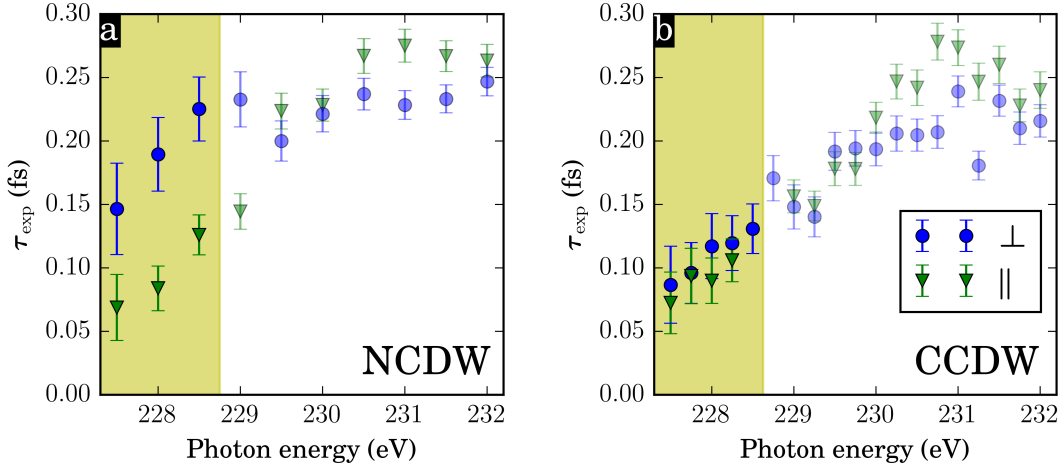 a
0.30
0.25
0.20
0.15
0.10
0.05
0.00
τexp (fs)
NCDW
228 229 230 231 232
Photon energy (eV)
b
0.30
0.25
0.20
0.15
0.10
0.05
0.00
τexp (fs)
⊥
||
CCDW
228 229 230 231 232
Photon energy (eV)